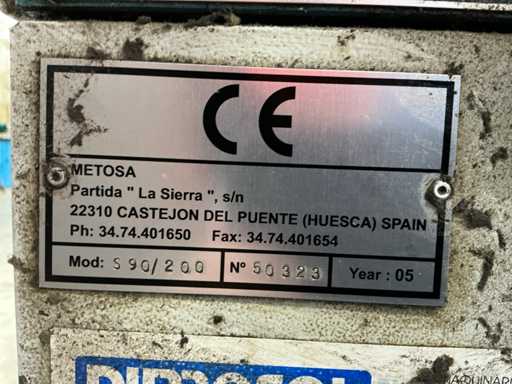 CE
METOSA
Partida " La Sierra ", s/n
22310 CASTEJON DEL PUENTE (HUESCA) SPAIN
Ph: 34.74.401650 Fax: 34.74.401654
Mod: S90/200 Nº 50323 Year : 05